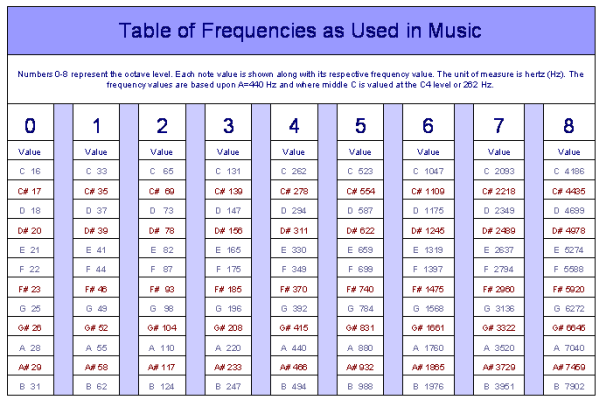 Table of Frequencies as Used in Music
Numbers 0-8 represent the octave level. Each note value is shown along with its respective frequency value. The unit of measure is hertz (Hz). The
frequency values are based upon A=440 Hz and where middle C is valued at the C4 level or 262 Hz.
0 1 2 3 4 5 6 7 8
Value Value Value Value Value Value Value Value Value
C 16 C 33 C 65 C 131 C 262 C 523 C 1047 C 2093 C 4186
C# 17 C# 35 C# 69 C# 139 C# 278 C# 554 C# 1109 C# 2218 C# 4435
D 18 D 37 D 73 D 147 D 294 D 587 D 1175 D 2349 D 4699
D# 20 D# 39 D# 78 D# 156 D# 311 D# 622 D# 1245 D# 2489 D# 4978
E 21 E 41 E 82 E 165 E 330 E 659 E 1319 E 2637 E 5274
F 22 F 44 F 87 F 175 F 349 F 699 F 1397 F 2794 F 5588
F# 23 F# 46 F# 93 F# 185 F# 370 F# 740 F# 1475 F# 2960 F# 5920
G 25 G 49 G 98 G 196 G 392 G 784 G 1568 G 3136 G 6272
G# 26 G# 52 G# 104 G# 208 G# 415 G# 831 G# 1661 G# 3322 G# 6645
A 28 A 55 A 110 A 220 A 440 A 880 A 1760 A 3520 A 7040
A# 29 A# 58 A# 117 A# 233 A# 466 A# 932 A# 1865 A# 3729 A# 7459
B 31 B 62 B 124 B 247 B 494 B 988 B 1976 B 3951 B 7902